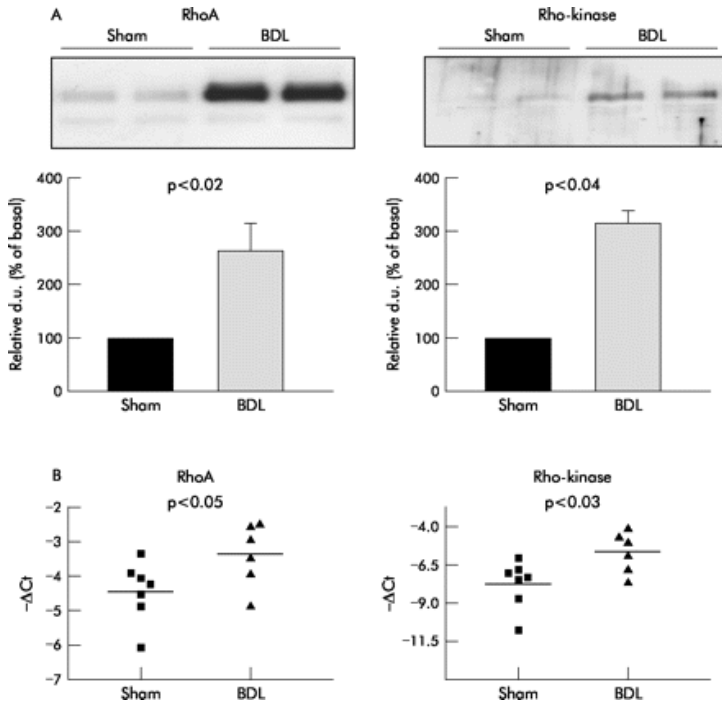 A
RhoA
Sham BDL
Rho-kinase
Sham BDL
p<0.02
Relative d.u. (% of basal)
400
300
200
100
0
Sham BDL
p<0.04
Relative d.u. (% of basal)
400
300
200
100
0
Sham BDL
B
RhoA
p<0.05
−ΔCt
−2
−3
−4
−5
−6
−7
Sham BDL
Rho-kinase
p<0.03
−ΔCt
−4.0
−6.5
−9.0
−11.5
Sham BDL